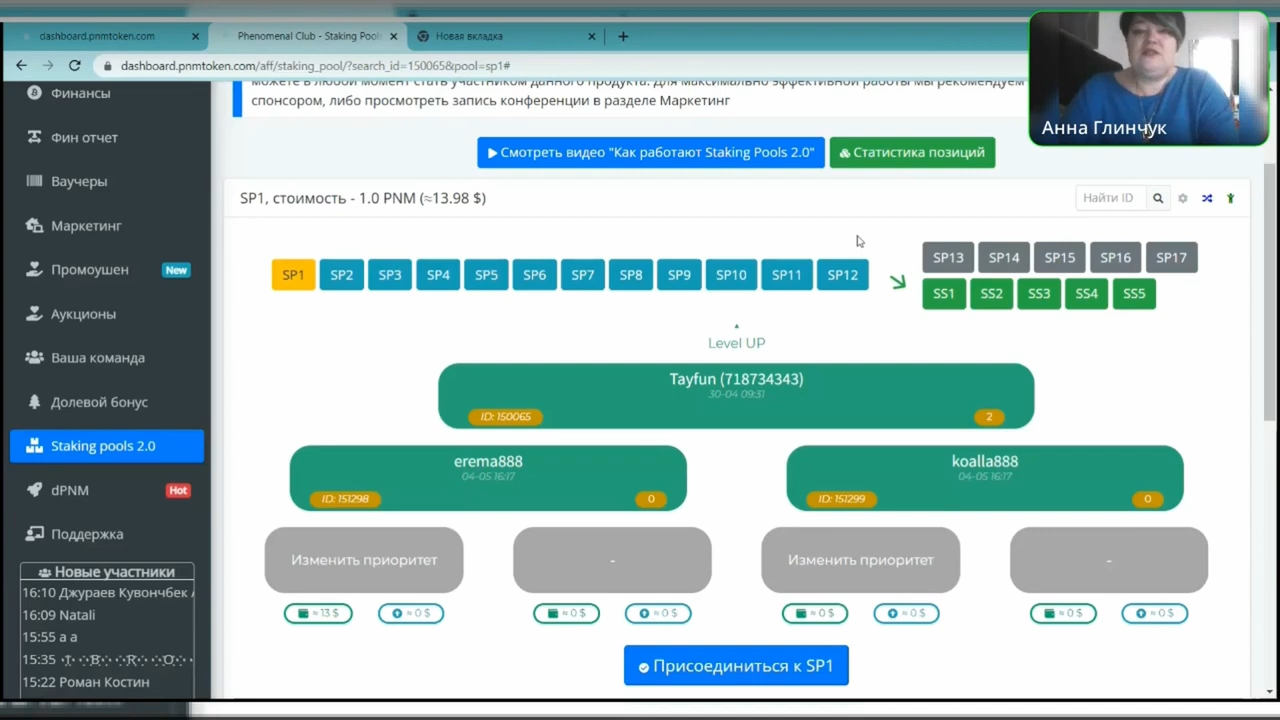 dashboard.pnmtoken.com
Phenomenal Club - Staking Pools
Новая вкладка
dashboard.pnmtoken.com/aff/staking_pool/?search_id=150065&pool=sp1#
Анна Глинчук
Финансы
Фин отчет
Ваучеры
Маркетинг
Промоушен New
Аукционы
Ваша команда
Долевой бонус
Staking pools 2.0
dPNM Hot
Поддержка
Новые участники
16:10 Джураев Кувончбек
16:09 Natali
15:55 a a
15:35
15:22 Роман Костин
можете в любой момент стать участником данного продукта. Для максимально эффективной работы мы рекомендуем
спонсором, либо просмотреть запись конференции в разделе Маркетинг
Смотреть видео "Как работают Staking Pools 2.0"
Статистика позиций
SP1, стоимость - 1.0 PNM (≈13.98 $)
Найти ID
SP1 SP2 SP3 SP4 SP5 SP6 SP7 SP8 SP9 SP10 SP11 SP12
SP13 SP14 SP15 SP16 SP17
SS1 SS2 SS3 SS4 SS5
Level UP
Tayfun (718734343)
30-04 09:31
ID: 150065 2
erema888
04-05 16:17
ID: 151298 0
koalla888
04-05 16:17
ID: 151299 0
Изменить приоритет - Изменить приоритет -
≈ 13 $ ≈ 0 $ ≈ 0 $ ≈ 0 $ ≈ 0 $ ≈ 0 $ ≈ 0 $ ≈ 0 $
Присоединиться к SP1